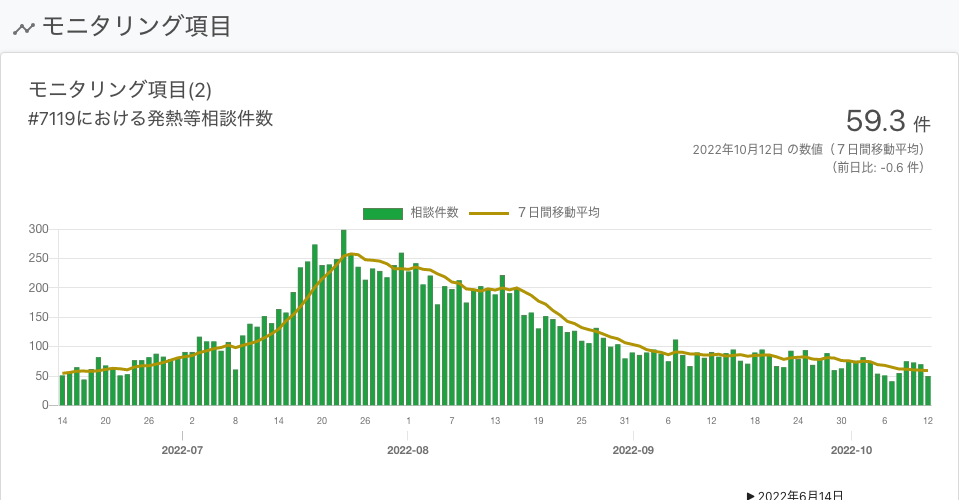 モニタリング項目
モニタリング項目(2)
#7119における発熱等相談件数
59.3 件
2022年10月12日 の数値（７日間移動平均）
（前日比: -0.6 件）
相談件数 ７日間移動平均
300
250
200
150
100
50
0
14 20 26 2 8 14 20 26 1 7 13 19 25 31 6 12 18 24 30 6 12
2022-07 2022-08 2022-09 2022-10
▶ 2022年6月14日